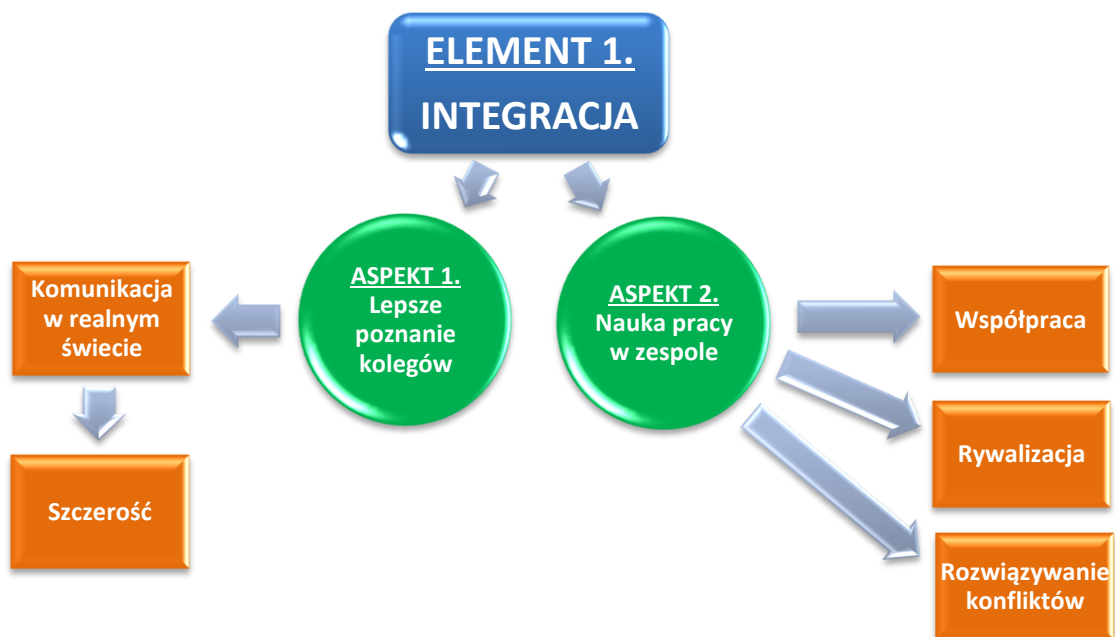 ELEMENT 1.
INTEGRACJA
ASPEKT 1.
Lepsze
poznanie
kolegów
ASPEKT 2.
Nauka pracy
w zespole
Komunikacja
w realnym
świecie
Szczerość
Współpraca
Rywalizacja
Rozwiązywanie
konfliktów